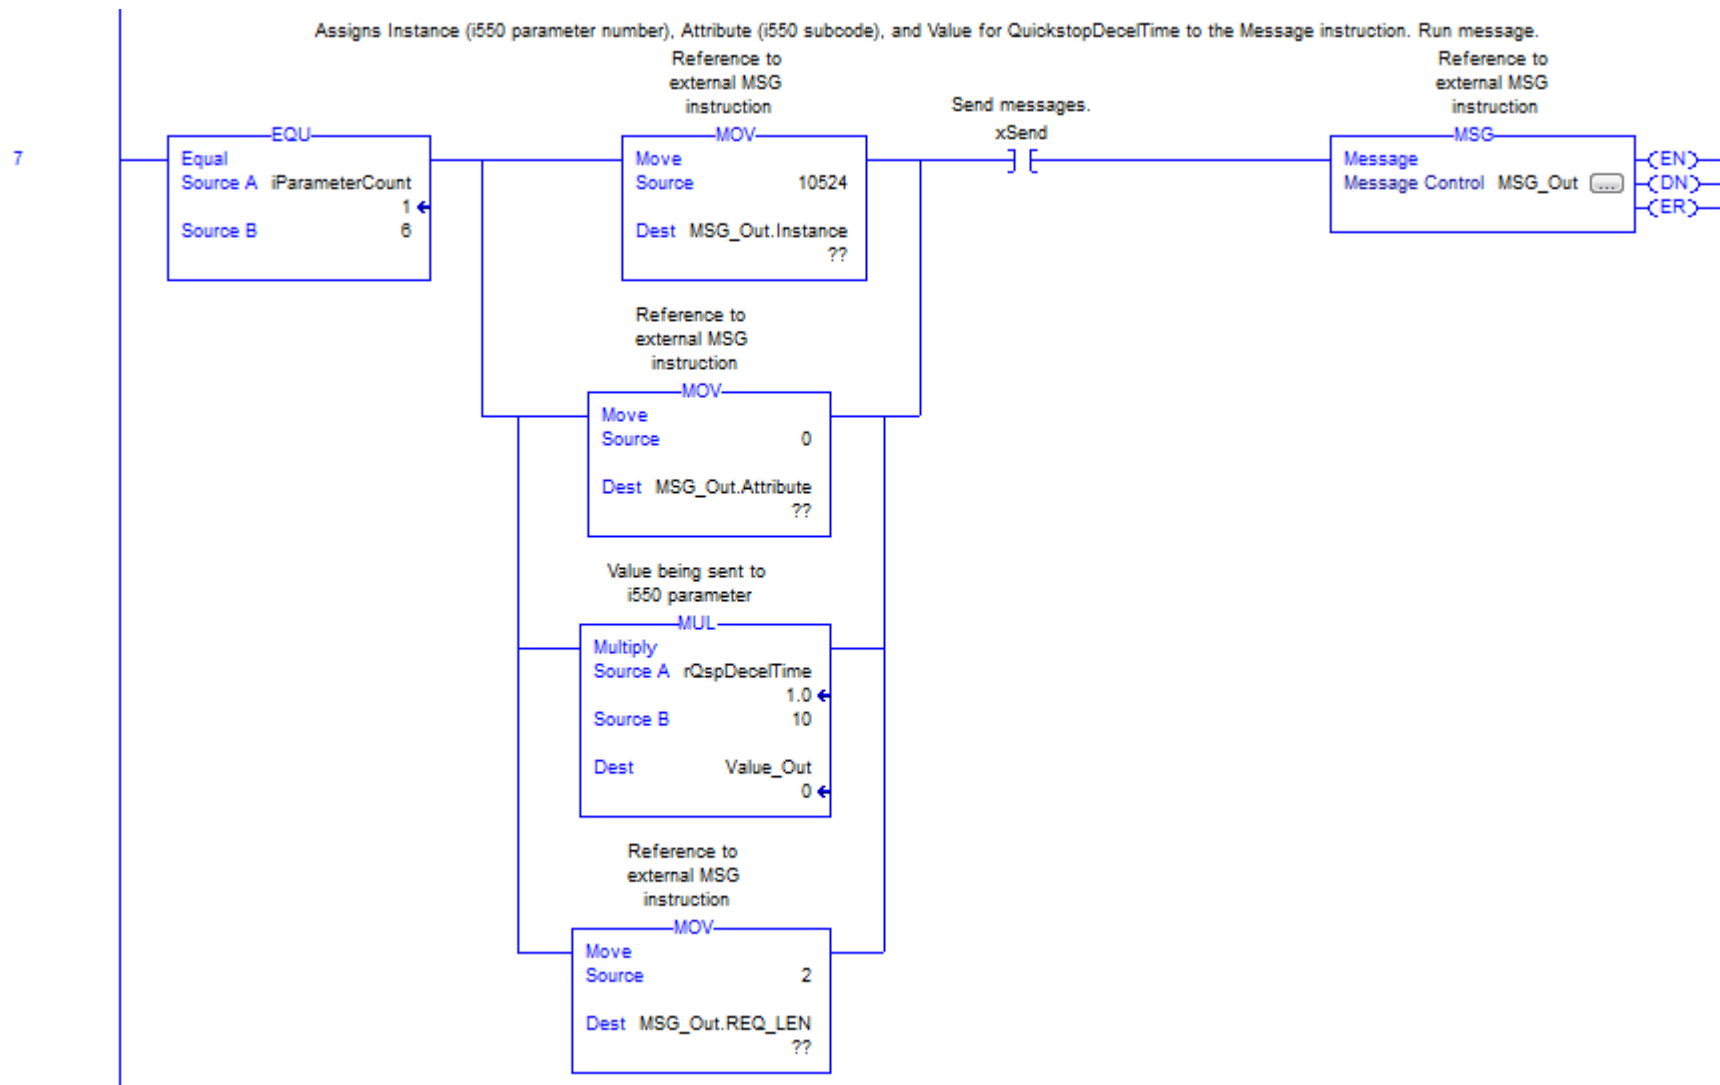 Assigns Instance (i550 parameter number), Attribute (i550 subcode), and Value for QuickstopDecelTime to the Message instruction. Run message.
7
EQU
Equal
Source A iParameterCount
1
Source B 6
Reference to
external MSG
instruction
MOV
Move
Source 10524
Dest MSG_Out.Instance
??
Send messages.
xSend
Reference to
external MSG
instruction
MSG
Message
Message Control MSG_Out ...
EN
DN
ER
Reference to
external MSG
instruction
MOV
Move
Source 0
Dest MSG_Out.Attribute
??
Value being sent to
i550 parameter
MUL
Multiply
Source A rQspDecelTime
1.0
Source B 10
Dest Value_Out
0
Reference to
external MSG
instruction
MOV
Move
Source 2
Dest MSG_Out.REQ_LEN
??